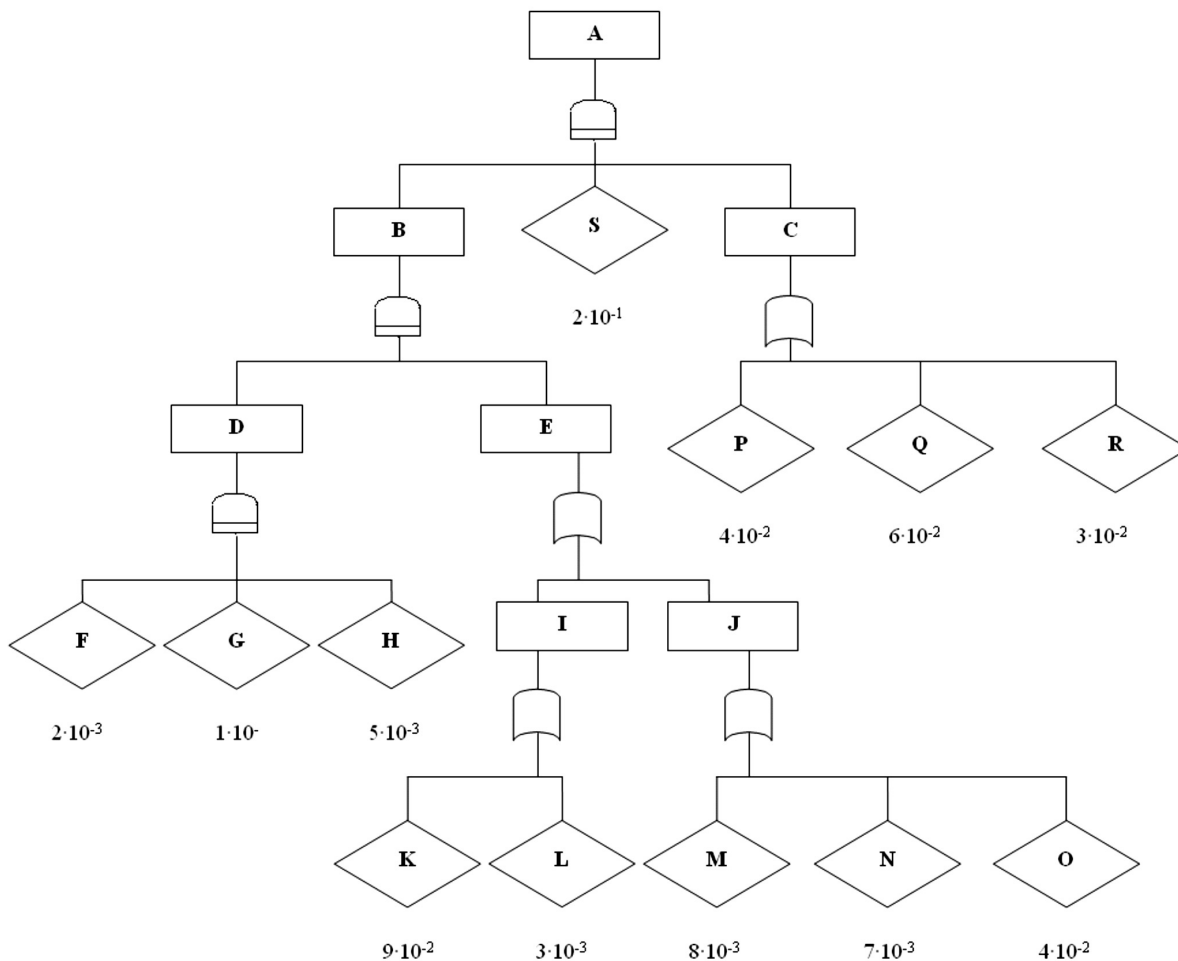 A
B
S
C
2·10⁻¹
D
E
P
Q
R
4·10⁻²
6·10⁻²
3·10⁻²
F
G
H
I
J
2·10⁻³
1·10⁻
5·10⁻³
K
L
M
N
O
9·10⁻²
3·10⁻³
8·10⁻³
7·10⁻³
4·10⁻²